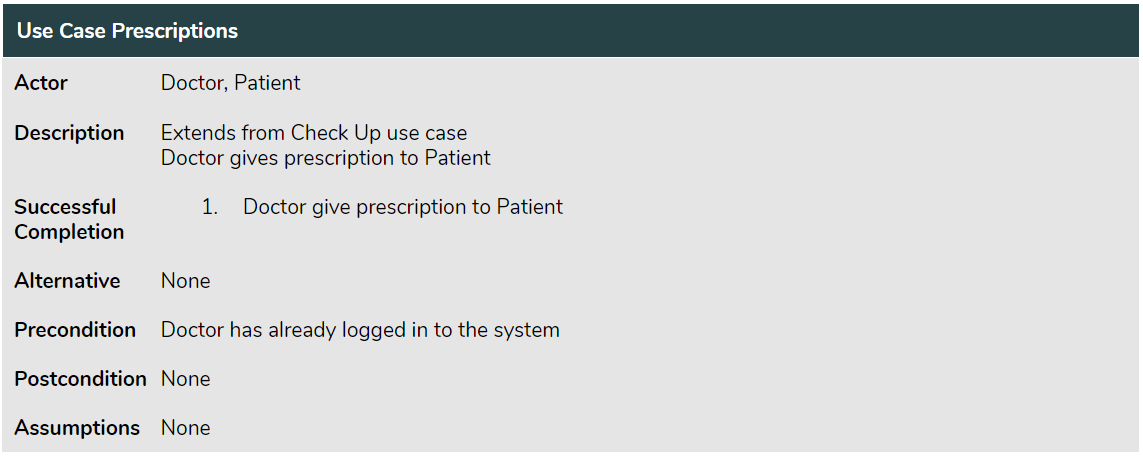 Use Case Prescriptions
Actor Doctor, Patient
Description Extends from Check Up use case
Doctor gives prescription to Patient
Successful Completion 1. Doctor give prescription to Patient
Alternative None
Precondition Doctor has already logged in to the system
Postcondition None
Assumptions None